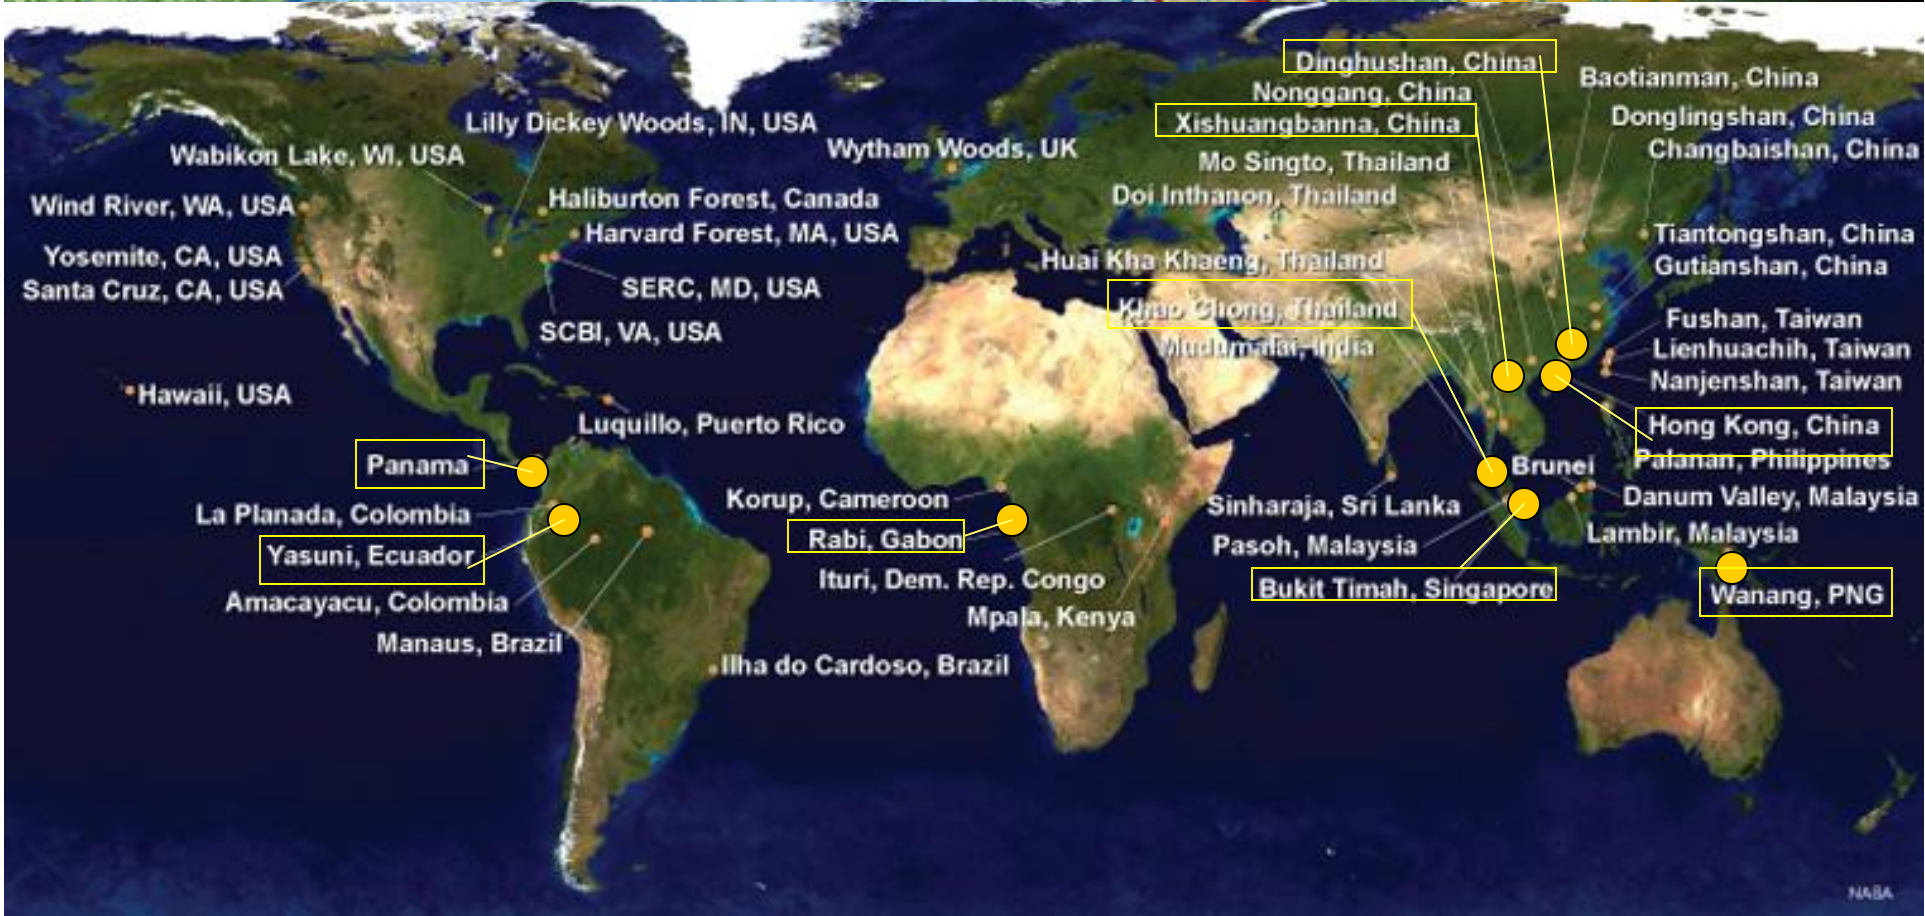 Dinghushan, China
Baotianman, China
Nonggang, China
Donglingshan, China
Lilly Dickey Woods, IN, USA
Xishuangbanna, China
Wytham Woods, UK
Changbaishan, China
Wabikon Lake, WI, USA
Mo Singto, Thailand
Doi Inthanon, Thailand
Haliburton Forest, Canada
Wind River, WA, USA
Harvard Forest, MA, USA
Tiantongshan, China
Yosemite, CA, USA
Huai Kha Khaeng, Thailand
Gutianshan, China
Santa Cruz, CA, USA
SERC, MD, USA
Khao Chong, Thailand
Fushan, Taiwan
SCBI, VA, USA
Mudumalai, India
Lienhuachih, Taiwan
Nanjenshan, Taiwan
Hawaii, USA
Luquillo, Puerto Rico
Hong Kong, China
Panama
Brunei
Palanan, Philippines
Korup, Cameroon
Danum Valley, Malaysia
Sinharaja, Sri Lanka
La Planada, Colombia
Rabi, Gabon
Lambir, Malaysia
Pasoh, Malaysia
Yasuni, Ecuador
Ituri, Dem. Rep. Congo
Bukit Timah, Singapore
Wanang, PNG
Amacayacu, Colombia
Mpala, Kenya
Manaus, Brazil
Ilha do Cardoso, Brazil
NASA